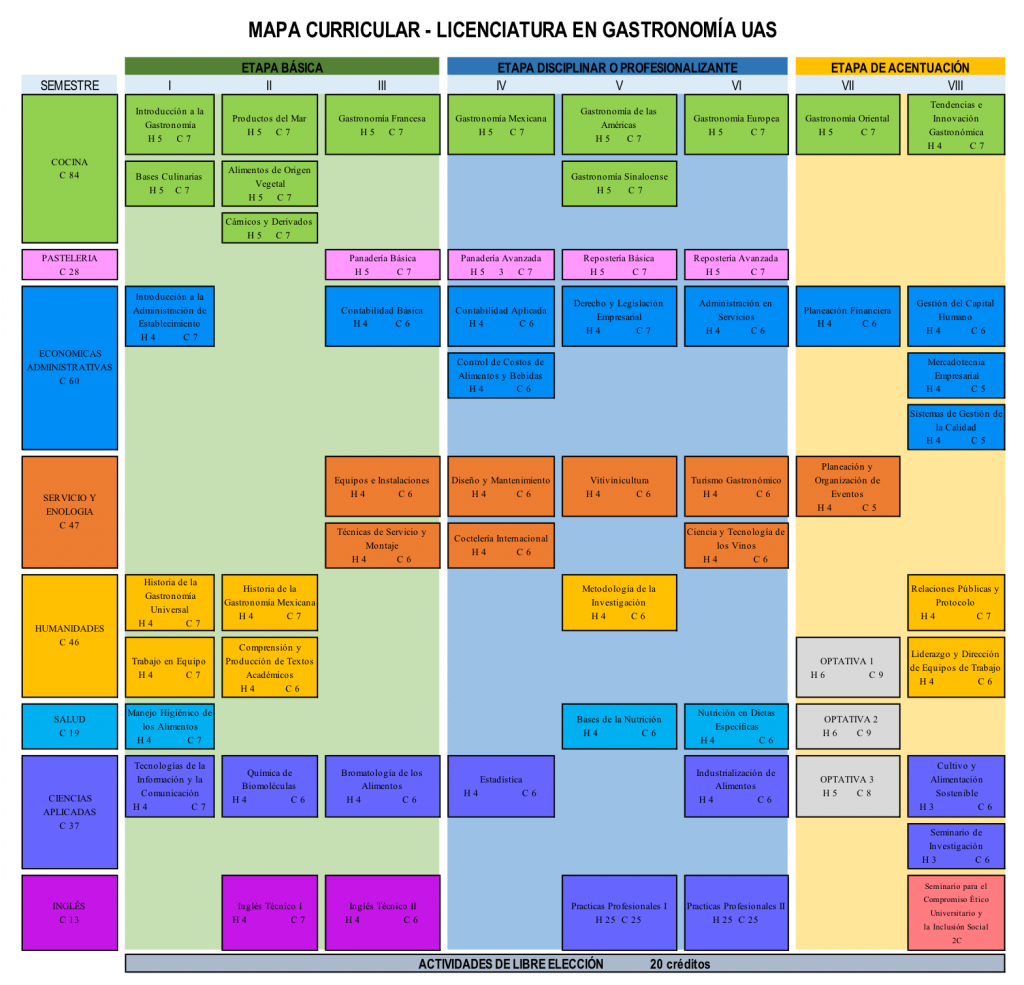 MAPA CURRICULAR - LICENCIATURA EN GASTRONOMÍA UAS
ETAPA BÁSICA
ETAPA DISCIPLINAR O PROFESIONALIZANTE
ETAPA DE ACENTUACIÓN
SEMESTRE I II III IV V VI VII VIII
COCINA
C 84
Introducción a la
Gastronomía
H 5 C 7
Productos del Mar
H 5 C 7
Gastronomía Francesa
H 5 C 7
Gastronomía Mexicana
H 5 C 7
Gastronomía de las
Américas
H 5 C 7
Gastronomía Europea
H 5 C 7
Gastronomía Oriental
H 5 C 7
Tendencias e
Innovación
Gastronómica
H 4 C 7
Bases Culinarias
H 5 C 7
Alimentos de Origen
Vegetal
H 5 C 7
Gastronomía Sinaloense
H 5 C 7
Cárnicos y Derivados
H 5 C 7
PASTELERIA
C 28
Panadería Básica
H 5 C 7
Panadería Avanzada
H 5 3 C 7
Repostería Básica
H 5 C 7
Repostería Avanzada
H 5 C 7
ECONOMICAS
ADMINISTRATIVAS
C 60
Introducción a la
Administración de
Establecimiento
H 4 C 7
Contabilidad Básica
H 4 C 6
Contabilidad Aplicada
H 4 C 6
Derecho y Legislación
Empresarial
H 4 C 7
Administración en
Servicios
H 4 C 6
Planeación Financiera
H 4 C 6
Gestión del Capital
Humano
H 4 C 6
Control de Costos de
Alimentos y Bebidas
H 4 C 6
Mercadotecnia
Empresarial
H 4 C 5
Sistemas de Gestión de
la Calidad
H 4 C 5
SERVICIO Y
ENOLOGIA
C 47
Equipos e Instalaciones
H 4 C 6
Diseño y Mantenimiento
H 4 C 6
Vitivinicultura
H 4 C 6
Turismo Gastronómico
H 4 C 6
Planeación y
Organización de
Eventos
H 4 C 5
Técnicas de Servicio y
Montaje
H 4 C 6
Coctelería Internacional
H 4 C 6
Ciencia y Tecnología de
los Vinos
H 4 C 6
HUMANIDADES
C 46
Historia de la
Gastronomía
Universal
H 4 C 7
Historia de la
Gastronomía Mexicana
H 4 C 7
Metodología de la
Investigación
H 4 C 6
Relaciones Públicas y
Protocolo
H 4 C 7
Trabajo en Equipo
H 4 C 7
Comprensión y
Producción de Textos
Académicos
H 4 C 6
OPTATIVA 1
H 6 C 9
Liderazgo y Dirección
de Equipos de Trabajo
H 4 C 6
SALUD
C 19
Manejo Higiénico de
los Alimentos
H 4 C 7
Bases de la Nutrición
H 4 C 6
Nutrición en Dietas
Específicas
H 4 C 6
OPTATIVA 2
H 6 C 9
CIENCIAS
APLICADAS
C 37
Tecnologías de la
Información y la
Comunicación
H 4 C 7
Química de
Biomoléculas
H 4 C 6
Bromatología de los
Alimentos
H 4 C 6
Estadística
H 4 C 6
Industrialización de
Alimentos
H 4 C 6
OPTATIVA 3
H 5 C 8
Cultivo y
Alimentación
Sostenible
H 3 C 6
Seminario de
Investigación
H 3 C 6
INGLÉS
C 13
Inglés Técnico I
H 4 C 7
Inglés Técnico II
H 4 C 6
Practicas Profesionales I
H 25 C 25
Practicas Profesionales II
H 25 C 25
Seminario para el
Compromiso Ético
Universitario y
la Inclusión Social
2C
ACTIVIDADES DE LIBRE ELECCIÓN 20 créditos